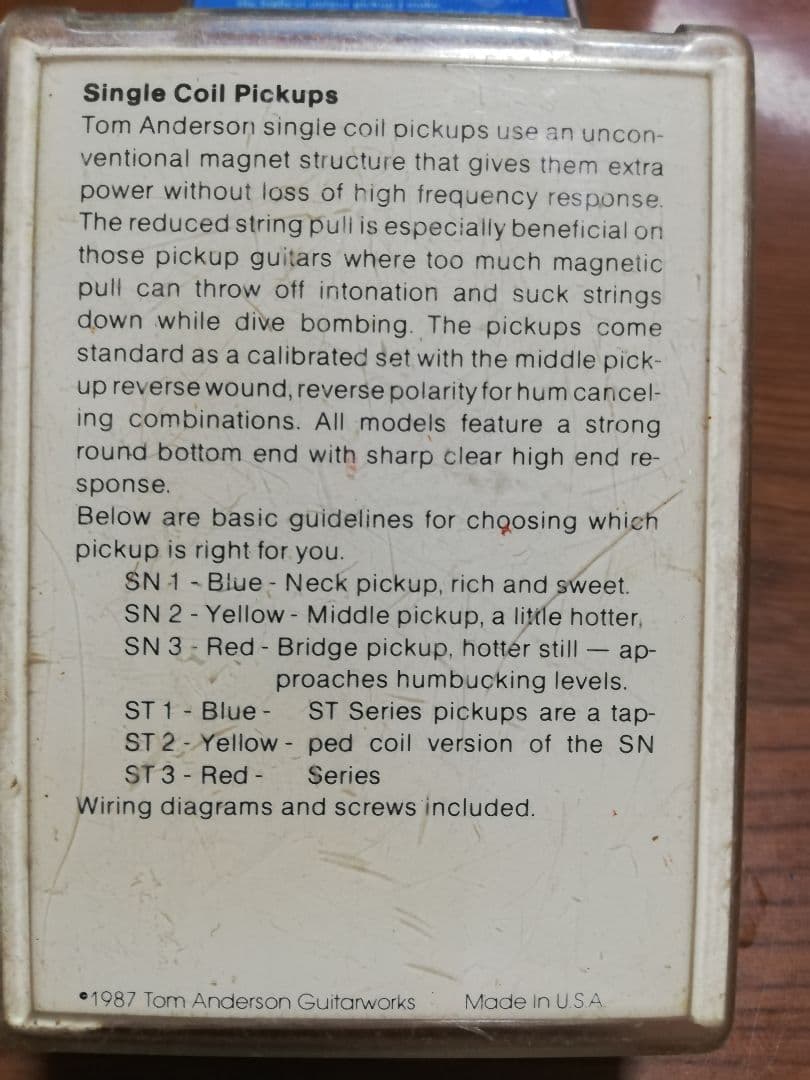 Single Coil Pickups
Tom Anderson single coil pickups use an uncon-
ventional magnet structure that gives them extra
power without loss of high frequency response.
The reduced string pull is especially beneficial on
those pickup guitars where too much magnetic
pull can throw off intonation and suck strings
down while dive bombing. The pickups come
standard as a calibrated set with the middle pick-
up reverse wound, reverse polarity for hum cancel-
ing combinations. All models feature a strong
round bottom end with sharp clear high end re-
sponse.
Below are basic guidelines for choosing which
pickup is right for you.
SN 1 - Blue - Neck pickup, rich and sweet.
SN 2 - Yellow - Middle pickup, a little hotter.
SN 3 - Red - Bridge pickup, hotter still — ap-
proaches humbucking levels.
ST 1 - Blue - ST Series pickups are a tap-
ST 2 - Yellow - ped coil version of the SN
ST 3 - Red - Series
Wiring diagrams and screws included.
©1987 Tom Anderson Guitarworks Made In U.S.A.